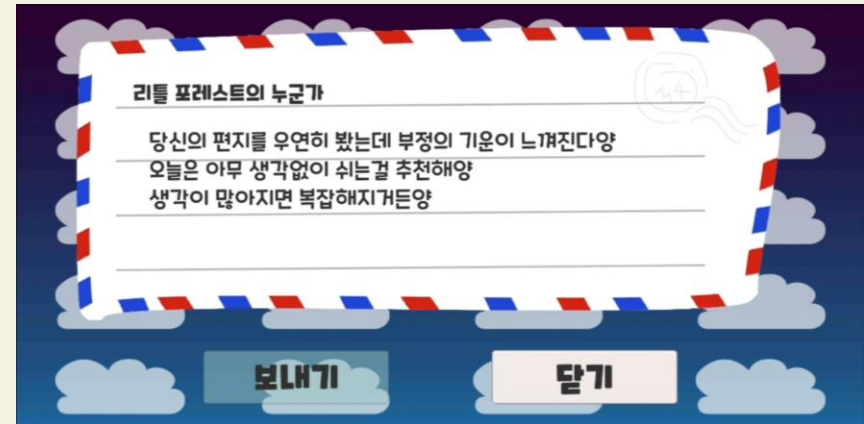 리틀 포레스트의 누군가
당신의 편지를 우연히 봤는데 부정의 기운이 느껴진다양
오늘은 아무 생각없이 쉬는걸 추천해양
생각이 많아지면 복잡해지거든양
보내기
닫기